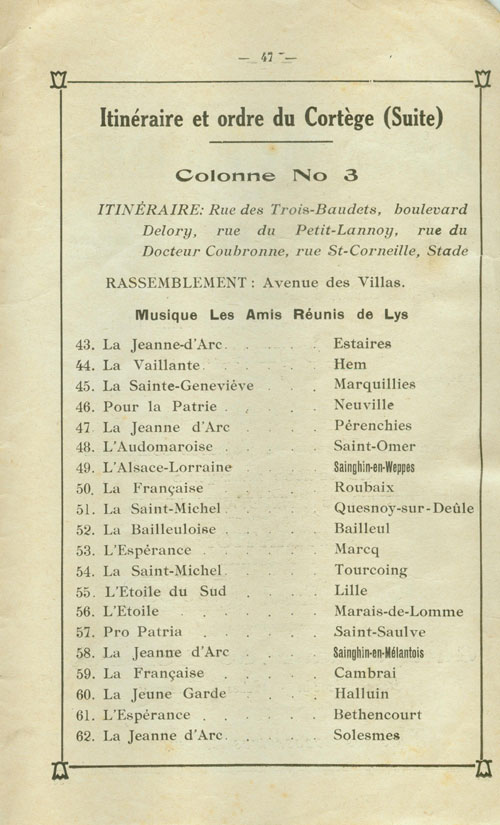 — 47 —
Itinéraire et ordre du Cortège (Suite)
Colonne No 3
ITINÉRAIRE: Rue des Trois-Baudets, boulevard
Delory, rue du Petit-Lannoy, rue du
Docteur Coubronne, rue St-Corneille, Stade
RASSEMBLEMENT : Avenue des Villas.
Musique Les Amis Réunis de Lys
43. La Jeanne-d'Arc . . . . Estaires
44. La Vaillante . . . . . Hem
45. La Sainte-Geneviève . . . Marquillies
46. Pour la Patrie . . . . . Neuville
47 La Jeanne d'Arc . . . . Pérenchies
48. L'Audomaroise . . . . . Saint-Omer
49. L'Alsace-Lorraine . . . . Sainghin-en-Weppes
50. La Française . . . . Roubaix
51. La Saint-Michel . . . . . Quesnoy-sur-Deûle
52. La Bailleuloise . . . . . Bailleul
53. L'Espérance . . . . . . Marcq
54. La Saint-Michel . . . . . Tourcoing
55. L'Etoile du Sud . . . . . Lille
56. L'Etoile . . . . . . Marais-de-Lomme
57. Pro Patria . . . . . . Saint-Saulve
58. La Jeanne d'Arc . . . . Sainghin-en-Mélantois
59. La Française . . . . . Cambrai
60. La Jeune Garde . . . . Halluin
61. L'Espérance . . . . . . Bethencourt
62. La Jeanne d'Arc . . . . . Solesmes